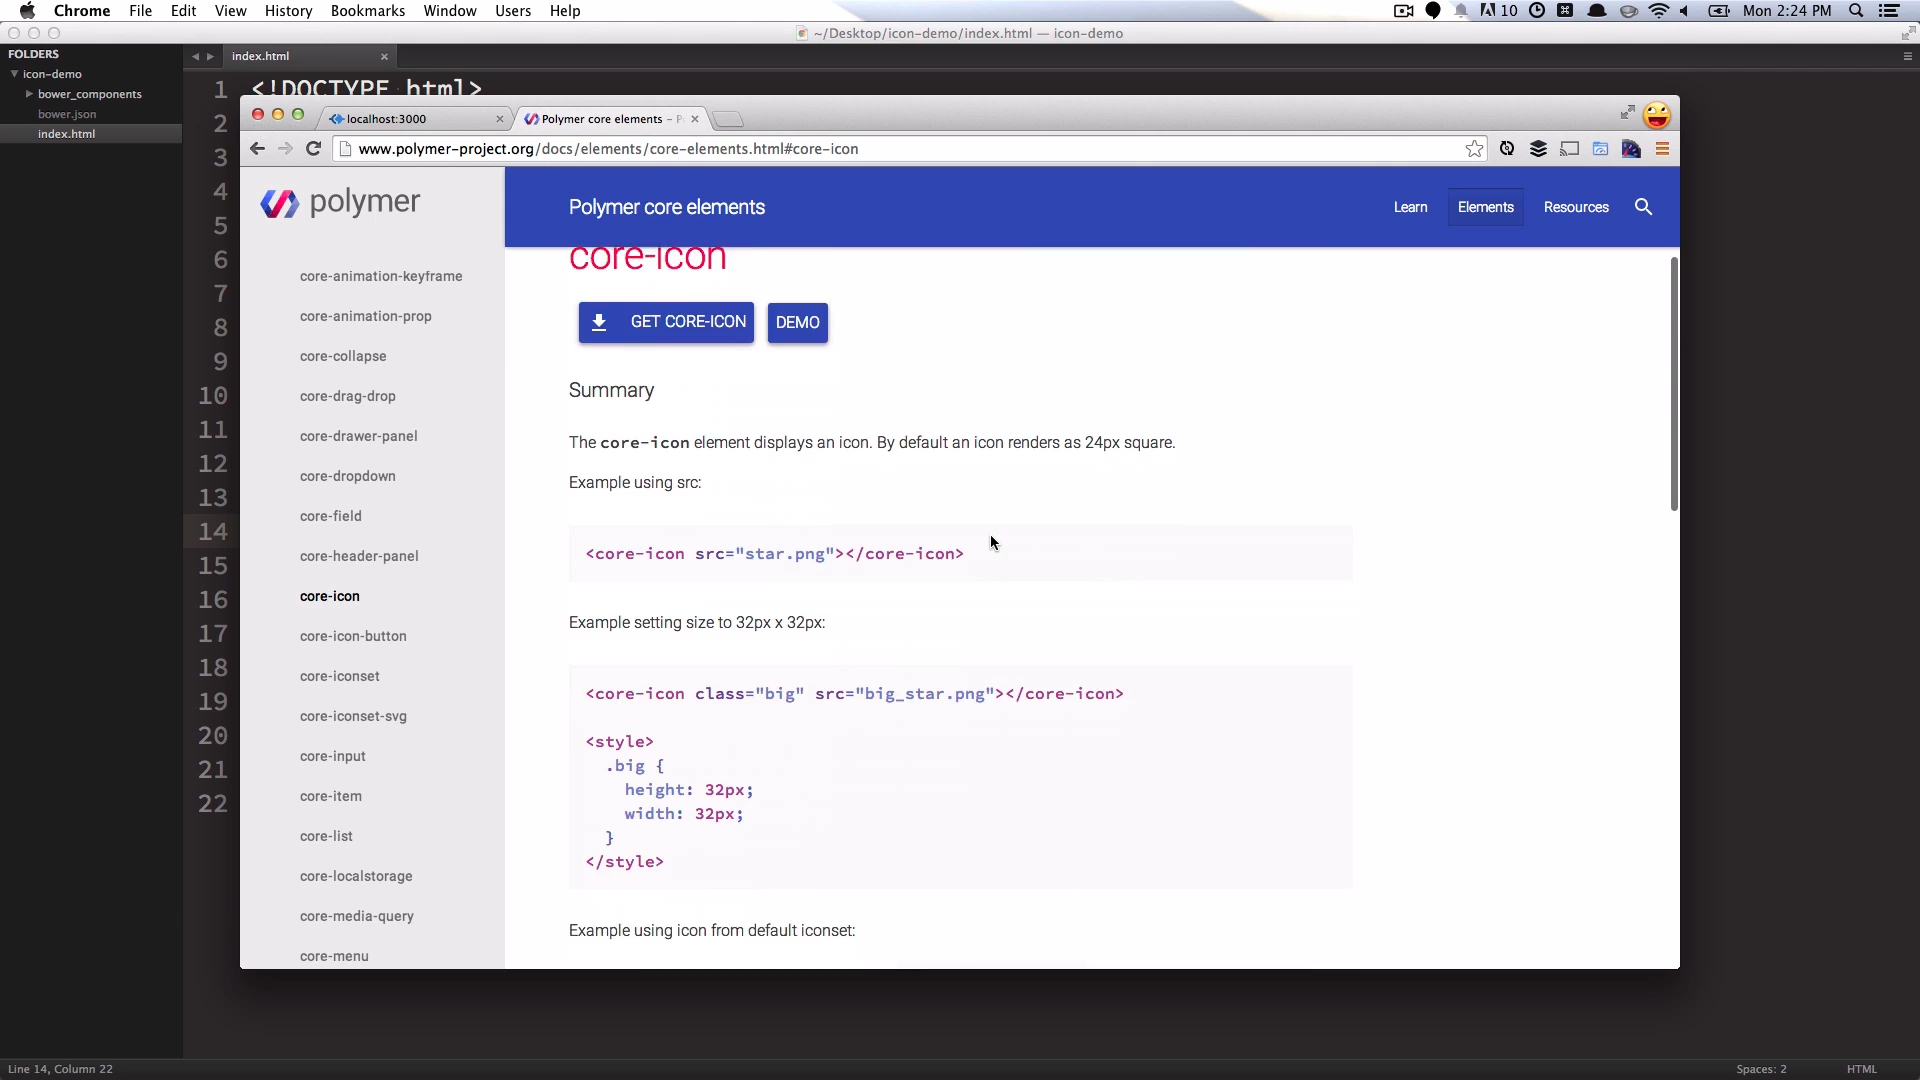 Chrome File Edit View History Bookmarks Window Users Help 10 Mon 2:24 PM
~/Desktop/icon-demo/index.html — icon-demo
FOLDERS
icon-demo
bower_components
bower.json
index.html
index.html
1 <!DOCTYPE html>
2
3
4
5
6
7
8
9
10
11
12
13
14
15
16
17
18
19
20
21
22
localhost:3000
Polymer core elements –
www.polymer-project.org/docs/elements/core-elements.html#core-icon
polymer
Polymer core elements
Learn Elements Resources
core-animation-keyframe
core-animation-prop
core-collapse
core-drag-drop
core-drawer-panel
core-dropdown
core-field
core-header-panel
core-icon
core-icon-button
core-iconset
core-iconset-svg
core-input
core-item
core-list
core-localstorage
core-media-query
core-menu
core-icon
GET CORE-ICON DEMO
Summary
The core-icon element displays an icon. By default an icon renders as 24px square.
Example using src:
<core-icon src="star.png"></core-icon>
Example setting size to 32px x 32px:
<core-icon class="big" src="big_star.png"></core-icon>
<style>
.big {
height: 32px;
width: 32px;
}
</style>
Example using icon from default iconset:
Line 14, Column 22
Spaces: 2 HTML